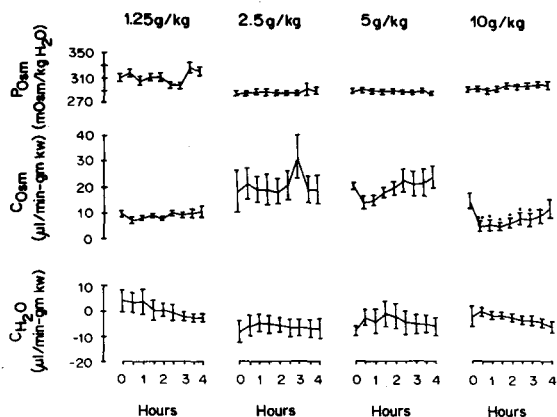 1.25g/kg 2.5g/kg 5g/kg 10g/kg
POsm
(mOsm/kg H2O)
350
310
270
COsm
(µl/min-gm kw)
40
30
20
10
0
CH2O
(µl/min-gm kw)
10
0
-10
-20
0 1 2 3 4 0 1 2 3 4 0 1 2 3 4 0 1 2 3 4
Hours Hours Hours Hours